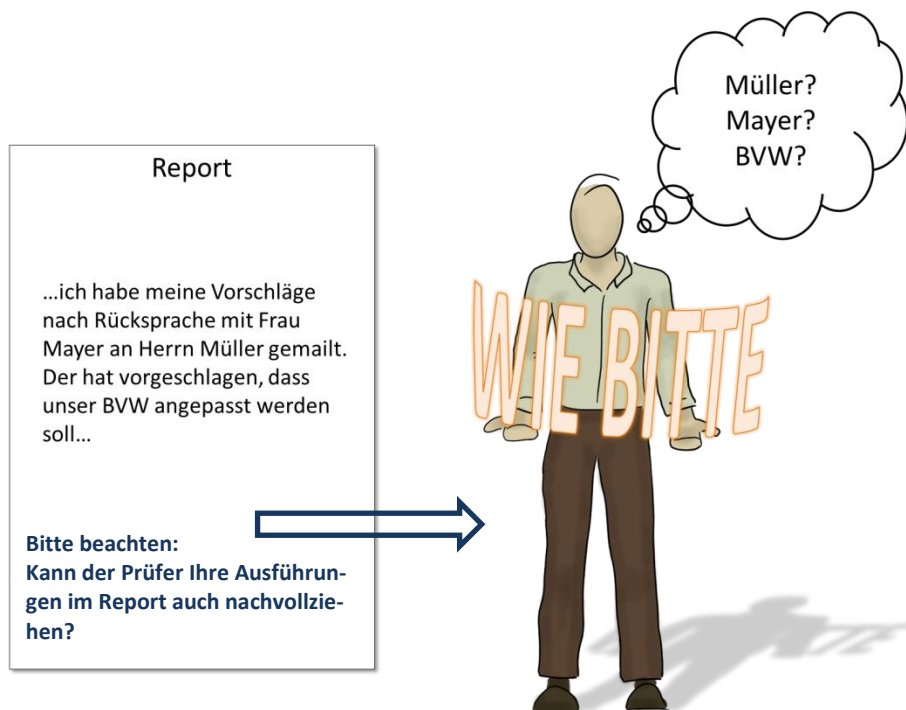 Report
...ich habe meine Vorschläge
nach Rücksprache mit Frau
Mayer an Herrn Müller gemailt.
Der hat vorgeschlagen, dass
unser BVW angepasst werden
soll...
Bitte beachten:
Kann der Prüfer Ihre Ausführun-
gen im Report auch nachvollzie-
hen?
Müller?
Mayer?
BVW?
WIE BITTE